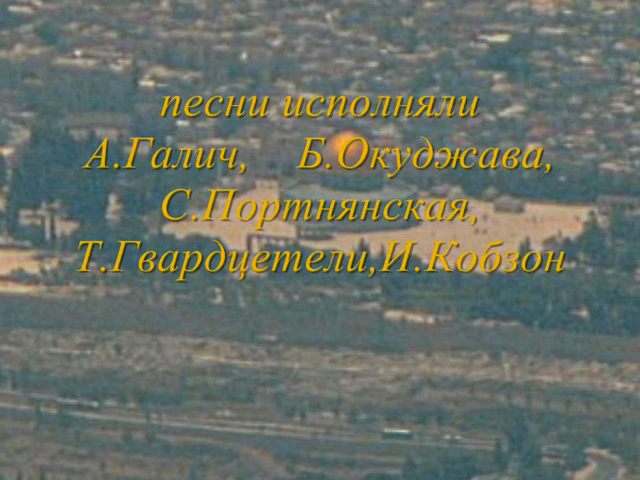 песни исполняли
А.Галич, Б.Окуджава,
С.Портнянская,
Т.Гвардцетели,И.Кобзон